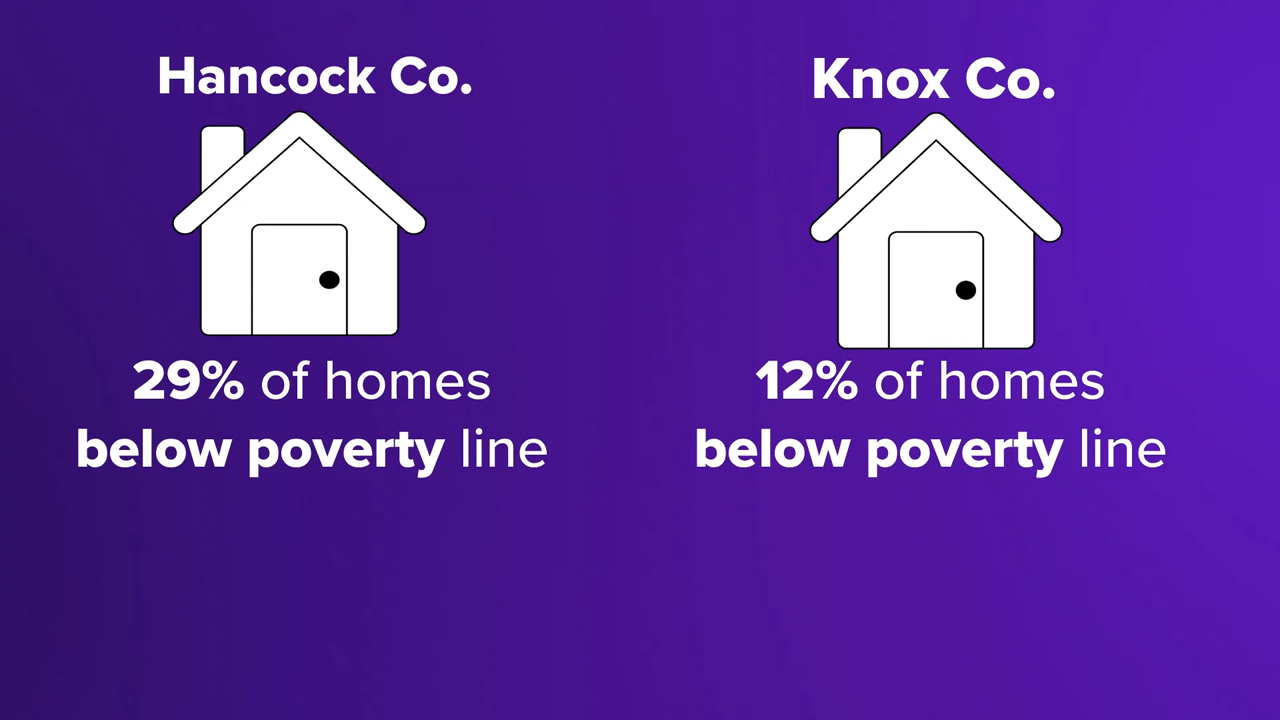 Hancock Co.
29% of homes
below poverty line
Knox Co.
12% of homes
below poverty line